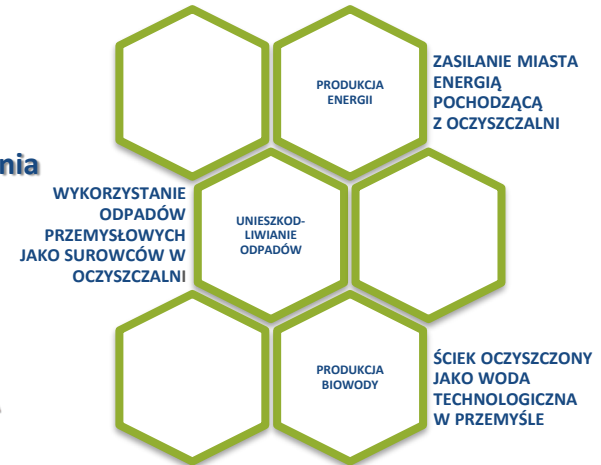 PRODUKCJA
ENERGII
ZASILANIE MIASTA
ENERGIĄ
POCHODZĄCĄ
Z OCZYSZCZALNI
nia
WYKORZYSTANIE
ODPADÓW
PRZEMYSŁOWYCH
JAKO SUROWCÓW W
OCZYSZCZALNI
UNIESZKOD-
LIWIANIE
ODPADÓW
PRODUKCJA
BIOWODY
ŚCIEK OCZYSZCZONY
JAKO WODA
TECHNOLOGICZNA
W PRZEMYŚLE